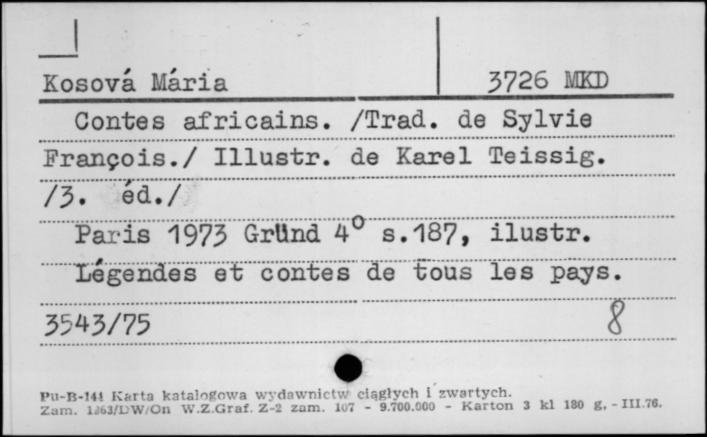 Kosová Mária 3726 MKD
Contes africains. /Trad. de Sylvie
François./ Illustr. de Karel Teissig.
/3. éd./
Paris 1973 Gründ 4° s.187, ilustr.
Légendes et contes de tous les pays.
3543/75 8
Pu-B-141 Karta katalogowa wydawnictw ciągłych i zwartych.
Zam. 1263/DW/On W.Z.Graf. Z-2 zam. 107 - 9.700.000 - Karton 3 kl 180 g, - III.76.